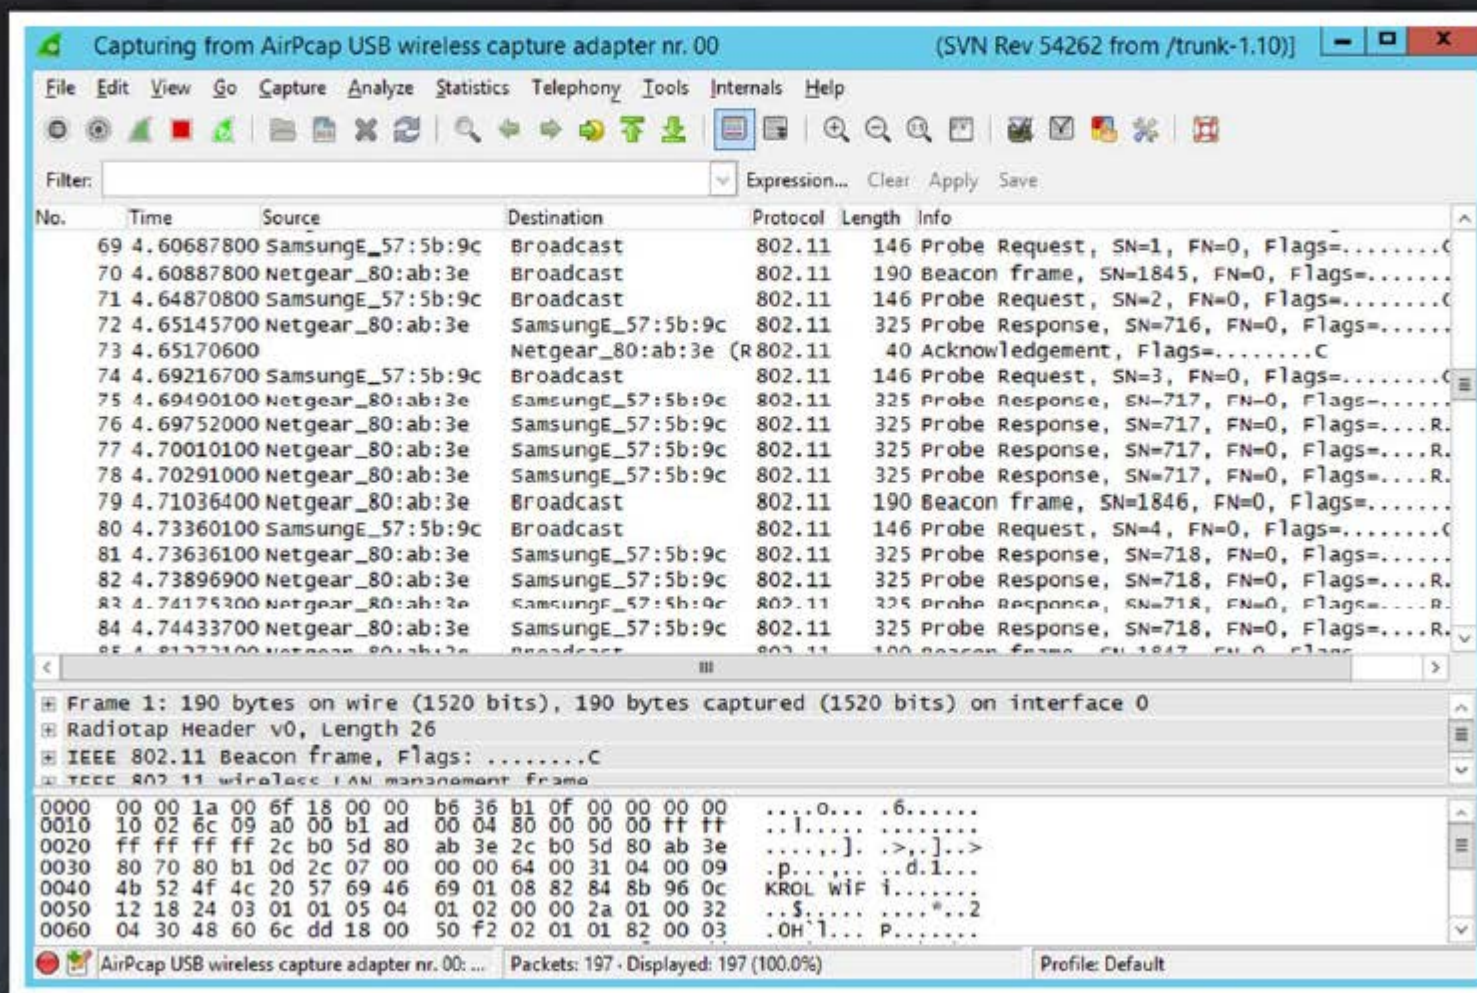 Capturing from AirPcap USB wireless capture adapter nr. 00 (SVN Rev 54262 from /trunk-1.10)]
File Edit View Go Capture Analyze Statistics Telephony Tools Internals Help
Filter: Expression... Clear Apply Save
No. Time Source Destination Protocol Length Info
69 4.60687800 SamsungE_57:5b:9c Broadcast 802.11 146 Probe Request, SN=1, FN=0, Flags=........C
70 4.60887800 Netgear_80:ab:3e Broadcast 802.11 190 Beacon frame, SN=1845, FN=0, Flags=.......
71 4.64870800 SamsungE_57:5b:9c Broadcast 802.11 146 Probe Request, SN=2, FN=0, Flags=........C
72 4.65145700 Netgear_80:ab:3e SamsungE_57:5b:9c 802.11 325 Probe Response, SN=716, FN=0, Flags=......
73 4.65170600 Netgear_80:ab:3e (R 802.11 40 Acknowledgement, Flags=........C
74 4.69216700 SamsungE_57:5b:9c Broadcast 802.11 146 Probe Request, SN=3, FN=0, Flags=........C
75 4.69490100 Netgear_80:ab:3e SamsungE_57:5b:9c 802.11 325 Probe Response, SN=717, FN=0, Flags=......
76 4.69752000 Netgear_80:ab:3e SamsungE_57:5b:9c 802.11 325 Probe Response, SN=717, FN=0, Flags=....R.
77 4.70010100 Netgear_80:ab:3e SamsungE_57:5b:9c 802.11 325 Probe Response, SN=717, FN=0, Flags=....R.
78 4.70291000 Netgear_80:ab:3e SamsungE_57:5b:9c 802.11 325 Probe Response, SN=717, FN=0, Flags=....R.
79 4.71036400 Netgear_80:ab:3e Broadcast 802.11 190 Beacon frame, SN=1846, FN=0, Flags=.......
80 4.73360100 SamsungE_57:5b:9c Broadcast 802.11 146 Probe Request, SN=4, FN=0, Flags=........C
81 4.73636100 Netgear_80:ab:3e SamsungE_57:5b:9c 802.11 325 Probe Response, SN=718, FN=0, Flags=......
82 4.73896900 Netgear_80:ab:3e SamsungE_57:5b:9c 802.11 325 Probe Response, SN=718, FN=0, Flags=....R.
83 4.74175300 Netgear_80:ab:3e SamsungE_57:5b:9c 802.11 325 Probe Response, SN=718, FN=0, Flags=....R.
84 4.74433700 Netgear_80:ab:3e SamsungE_57:5b:9c 802.11 325 Probe Response, SN=718, FN=0, Flags=....R.
Frame 1: 190 bytes on wire (1520 bits), 190 bytes captured (1520 bits) on interface 0
Radiotap Header v0, Length 26
IEEE 802.11 Beacon frame, Flags: ........C
IEEE 802.11 wireless LAN management frame
0000 00 00 1a 00 6f 18 00 00 b6 36 b1 0f 00 00 00 00 ....o... .6......
0010 10 02 6c 09 a0 00 b1 ad 00 04 80 00 00 00 ff ff ..l..... ........
0020 ff ff ff ff 2c b0 5d 80 ab 3e 2c b0 5d 80 ab 3e ....,.]. .>,.]..>
0030 80 70 80 b1 0d 2c 07 00 00 00 64 00 31 04 00 09 .p...,.. ..d.1...
0040 4b 52 4f 4c 20 57 69 46 69 01 08 82 84 8b 96 0c KROL WiF i.......
0050 12 18 24 03 01 01 05 04 01 02 00 00 2a 01 00 32 ..$..... ....*..2
0060 04 30 48 60 6c dd 18 00 50 f2 02 01 01 82 00 03 .0H`l... P.......
AirPcap USB wireless capture adapter nr. 00: ... Packets: 197 · Displayed: 197 (100.0%) Profile: Default